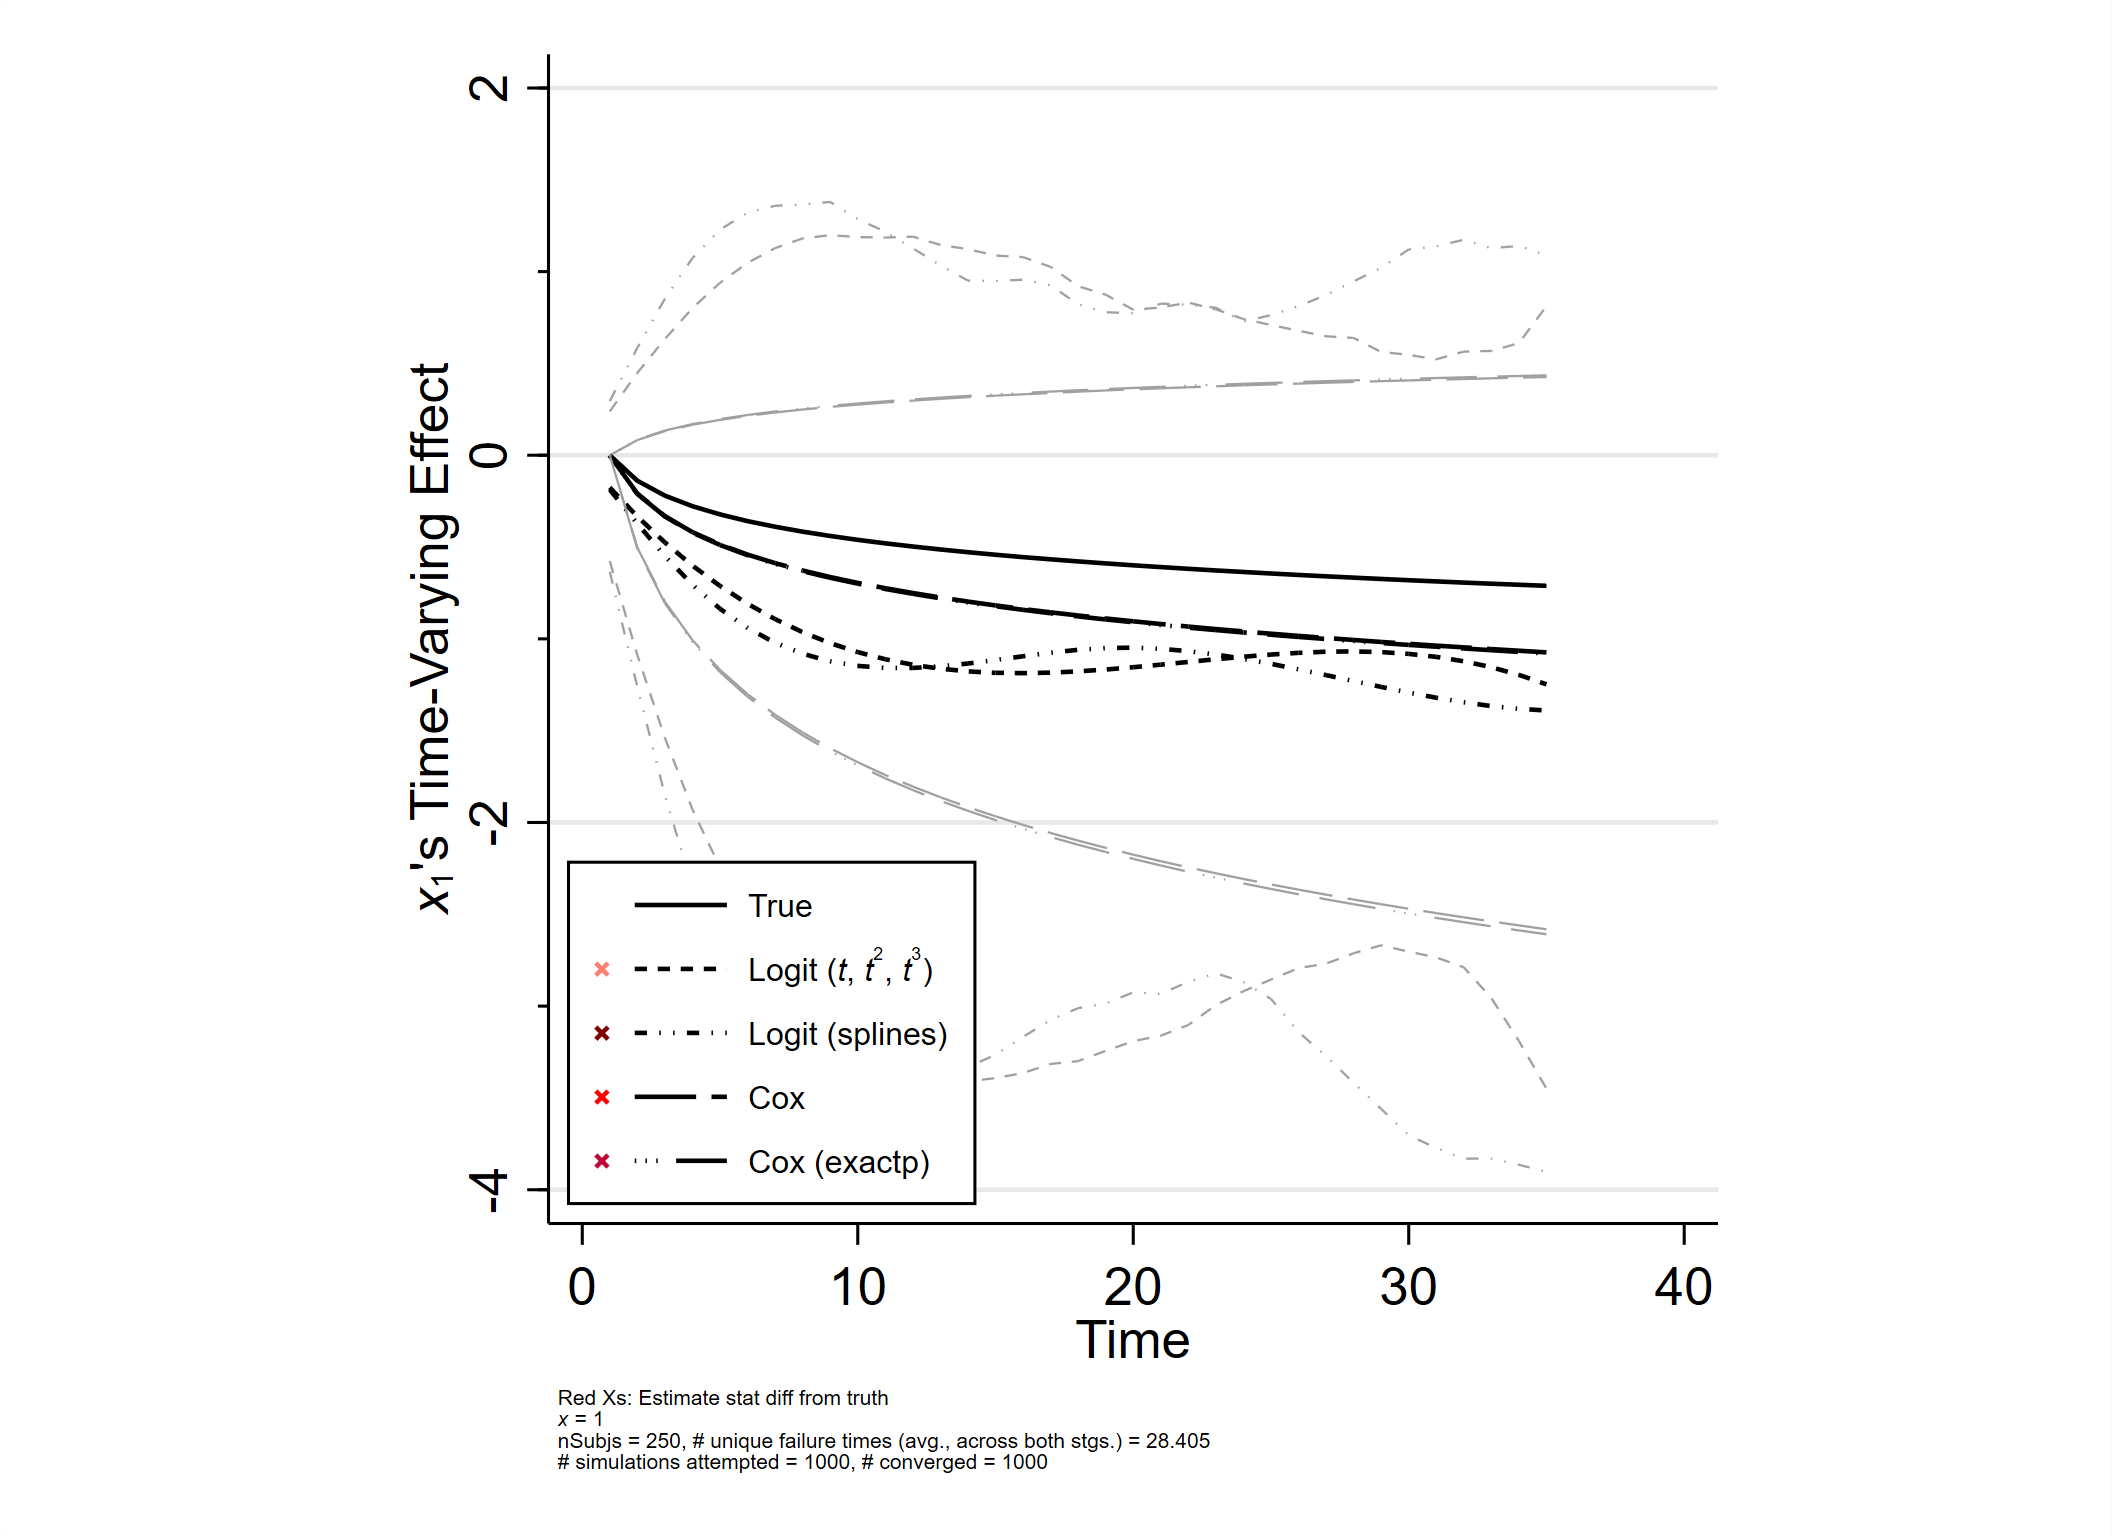 2
0
-2
-4
x₁'s Time-Varying Effect
True
Logit (t, t², t³)
Logit (splines)
Cox
Cox (exactp)
0 10 20 30 40
Time
Red Xs: Estimate stat diff from truth
x = 1
nSubjs = 250, # unique failure times (avg., across both stgs.) = 28.405
# simulations attempted = 1000, # converged = 1000